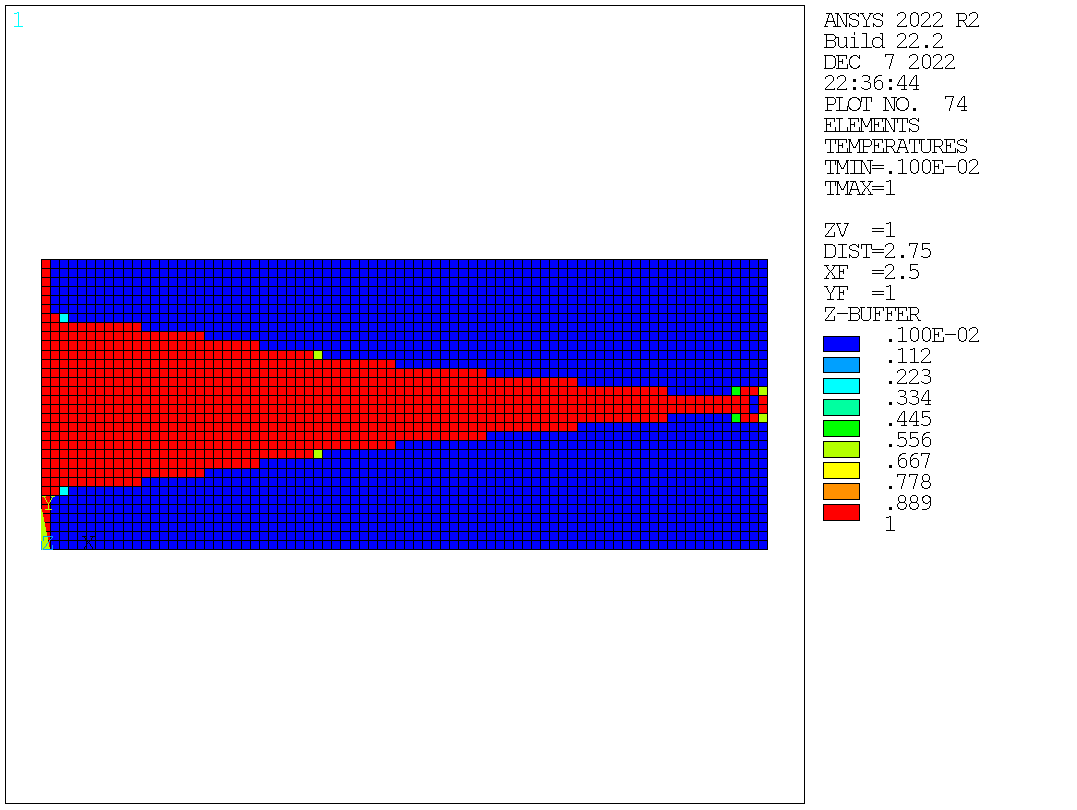 1
ANSYS 2022 R2
Build 22.2
DEC  7 2022
22:36:44
PLOT NO.  74
ELEMENTS
TEMPERATURES
TMIN=.100E-02
TMAX=1
ZV  =1
DIST=2.75
XF  =2.5
YF  =1
Z-BUFFER
.100E-02
.112
.223
.334
.445
.556
.667
.778
.889
1
Y
Z X